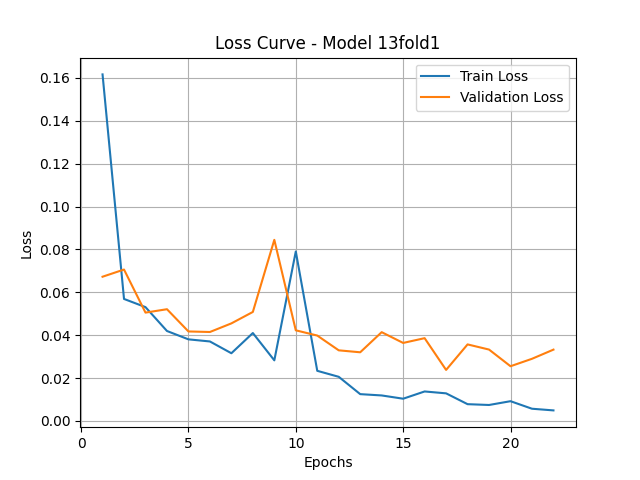 Loss Curve - Model 13fold1
Train Loss
Validation Loss
0.16
0.14
0.12
0.10
0.08
0.06
0.04
0.02
0.00
Loss
0 5 10 15 20
Epochs